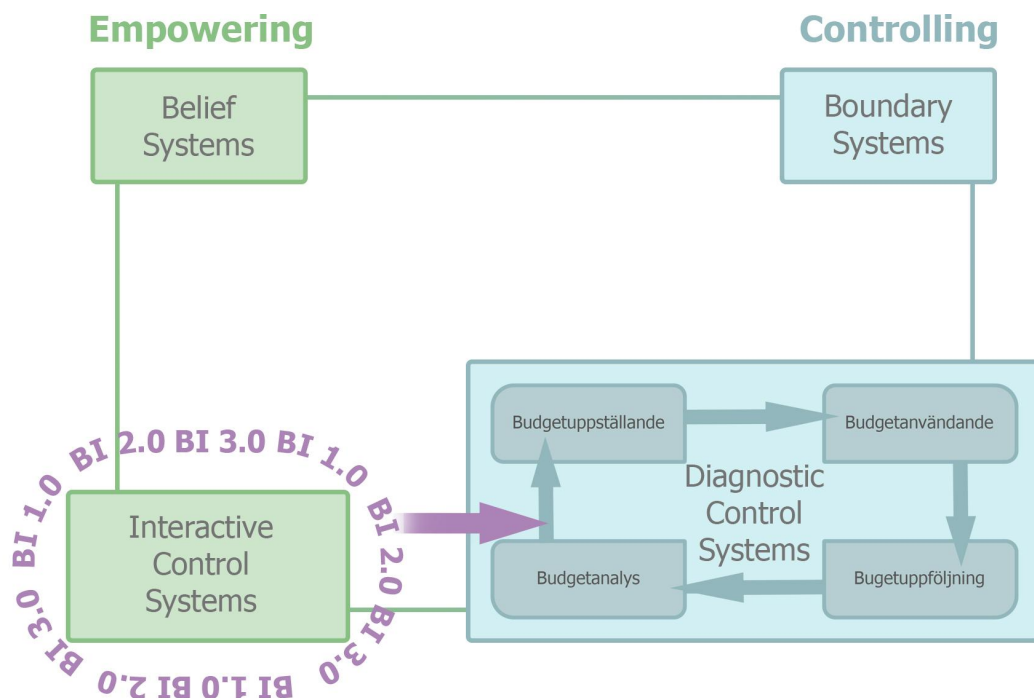 Empowering
Controlling
Belief
Systems
Boundary
Systems
BI 1.0 BI 2.0 BI 3.0 BI 1.0 BI 2.0 BI 3.0 BI 1.0 BI 2.0 BI 3.0
Interactive
Control
Systems
Budgetuppställande
Budgetanvändande
Diagnostic
Control
Systems
Budgetanalys
Bugetuppföljning